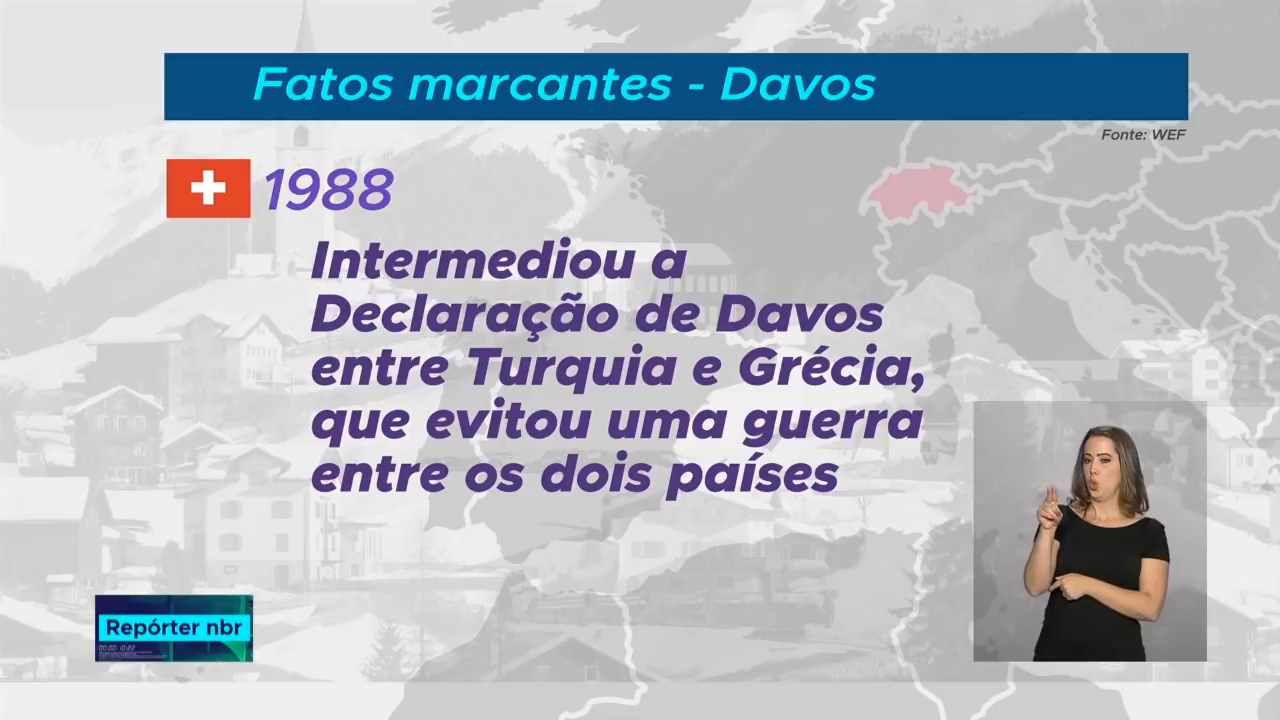 Fatos marcantes - Davos
Fonte: WEF
1988
Intermediou a
Declaração de Davos
entre Turquia e Grécia,
que evitou uma guerra
entre os dois países
Repórter nbr